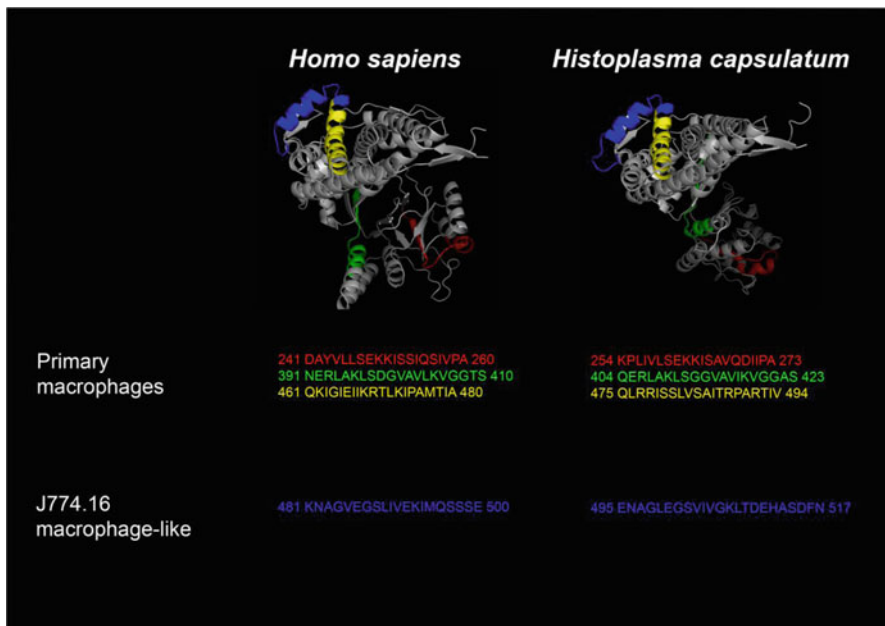 Homo sapiens Histoplasma capsulatum
Primary macrophages
241 DAYVLLSEKKISSIQSIVPA 260 254 KPLIVLSEKKISAVQDIIPA 273
391 NERLAKLSDGVAVLKVGGTS 410 404 QERLAKLSGGVAVIKVGGAS 423
461 QKIGIEIIKRTLKIPAMTIA 480 475 QLRRISSLVSAITRPARTIV 494
J774.16 macrophage-like
481 KNAGVEGSLIVEKIMQSSSE 500 495 ENAGLEGSVIVGKLTDEHASDFN 517